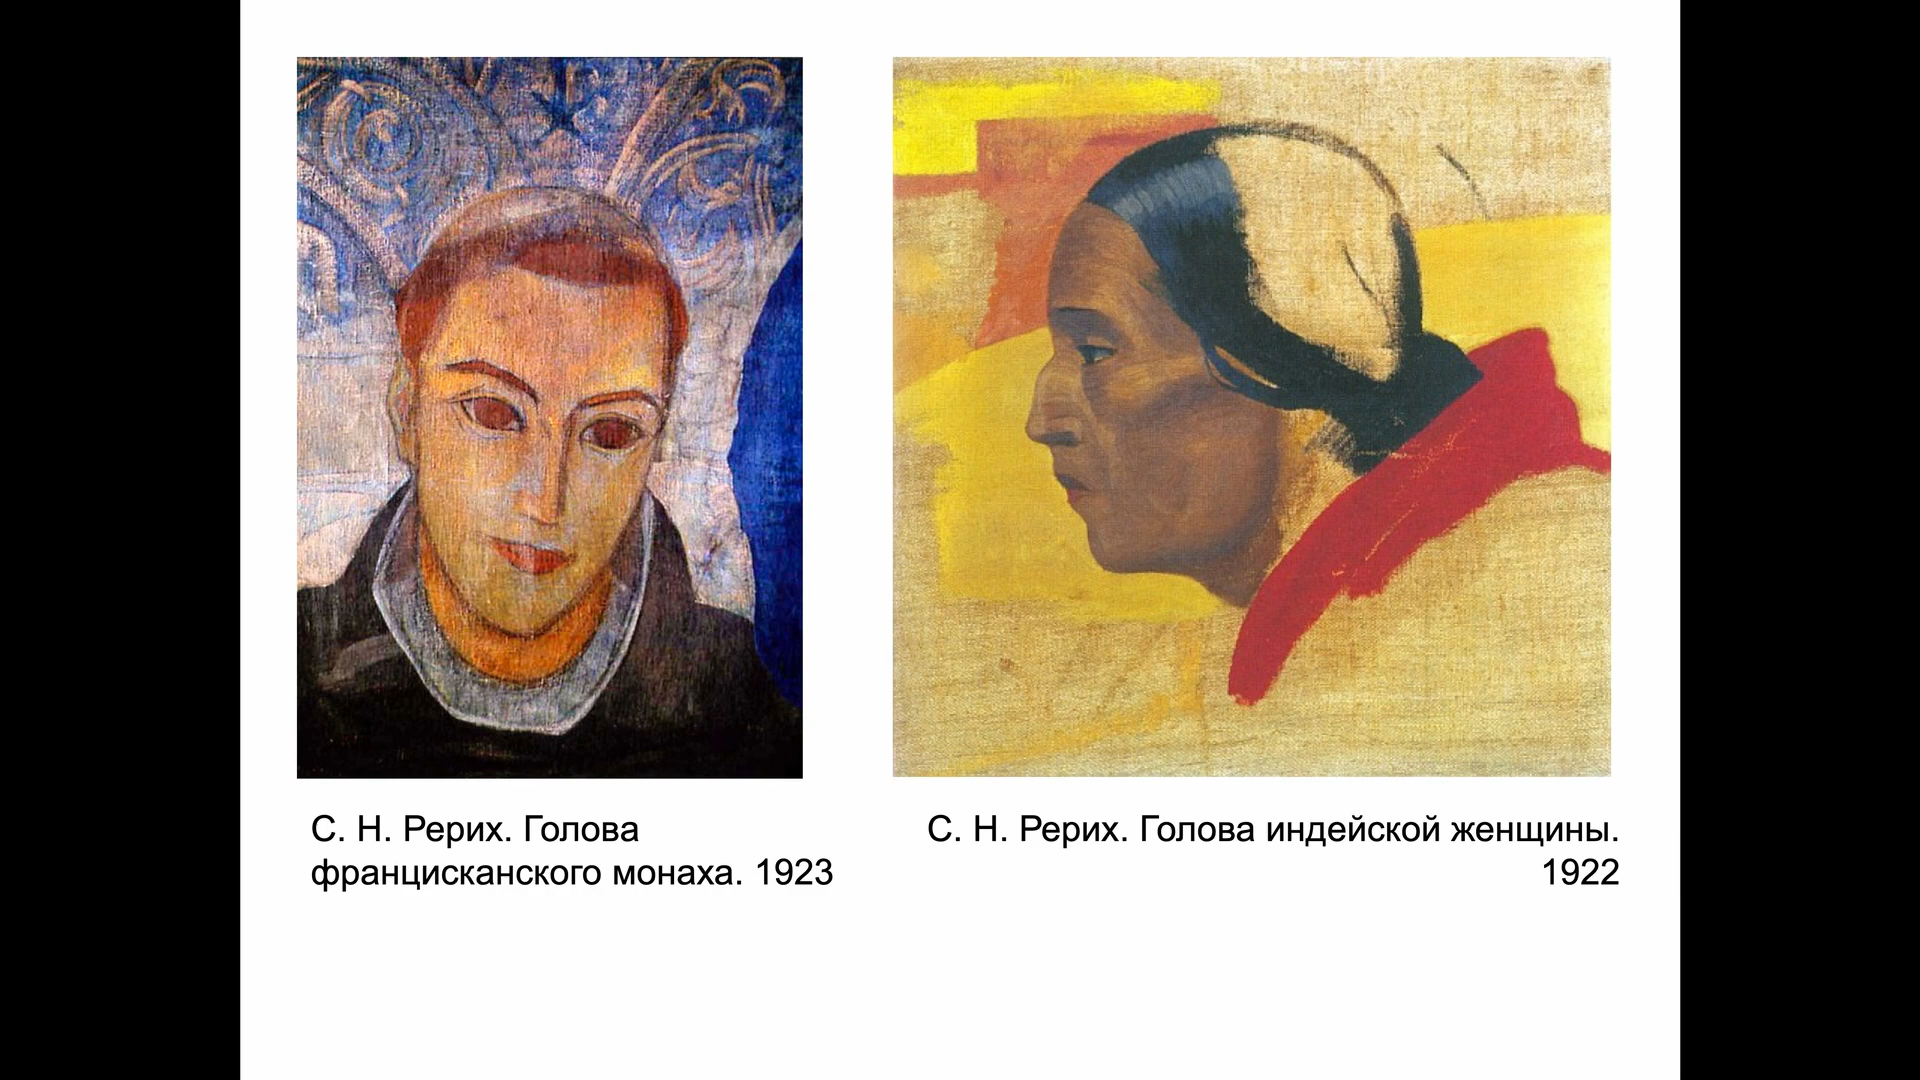 С. Н. Рерих. Голова
францисканского монаха. 1923
С. Н. Рерих. Голова индейской женщины.
1922